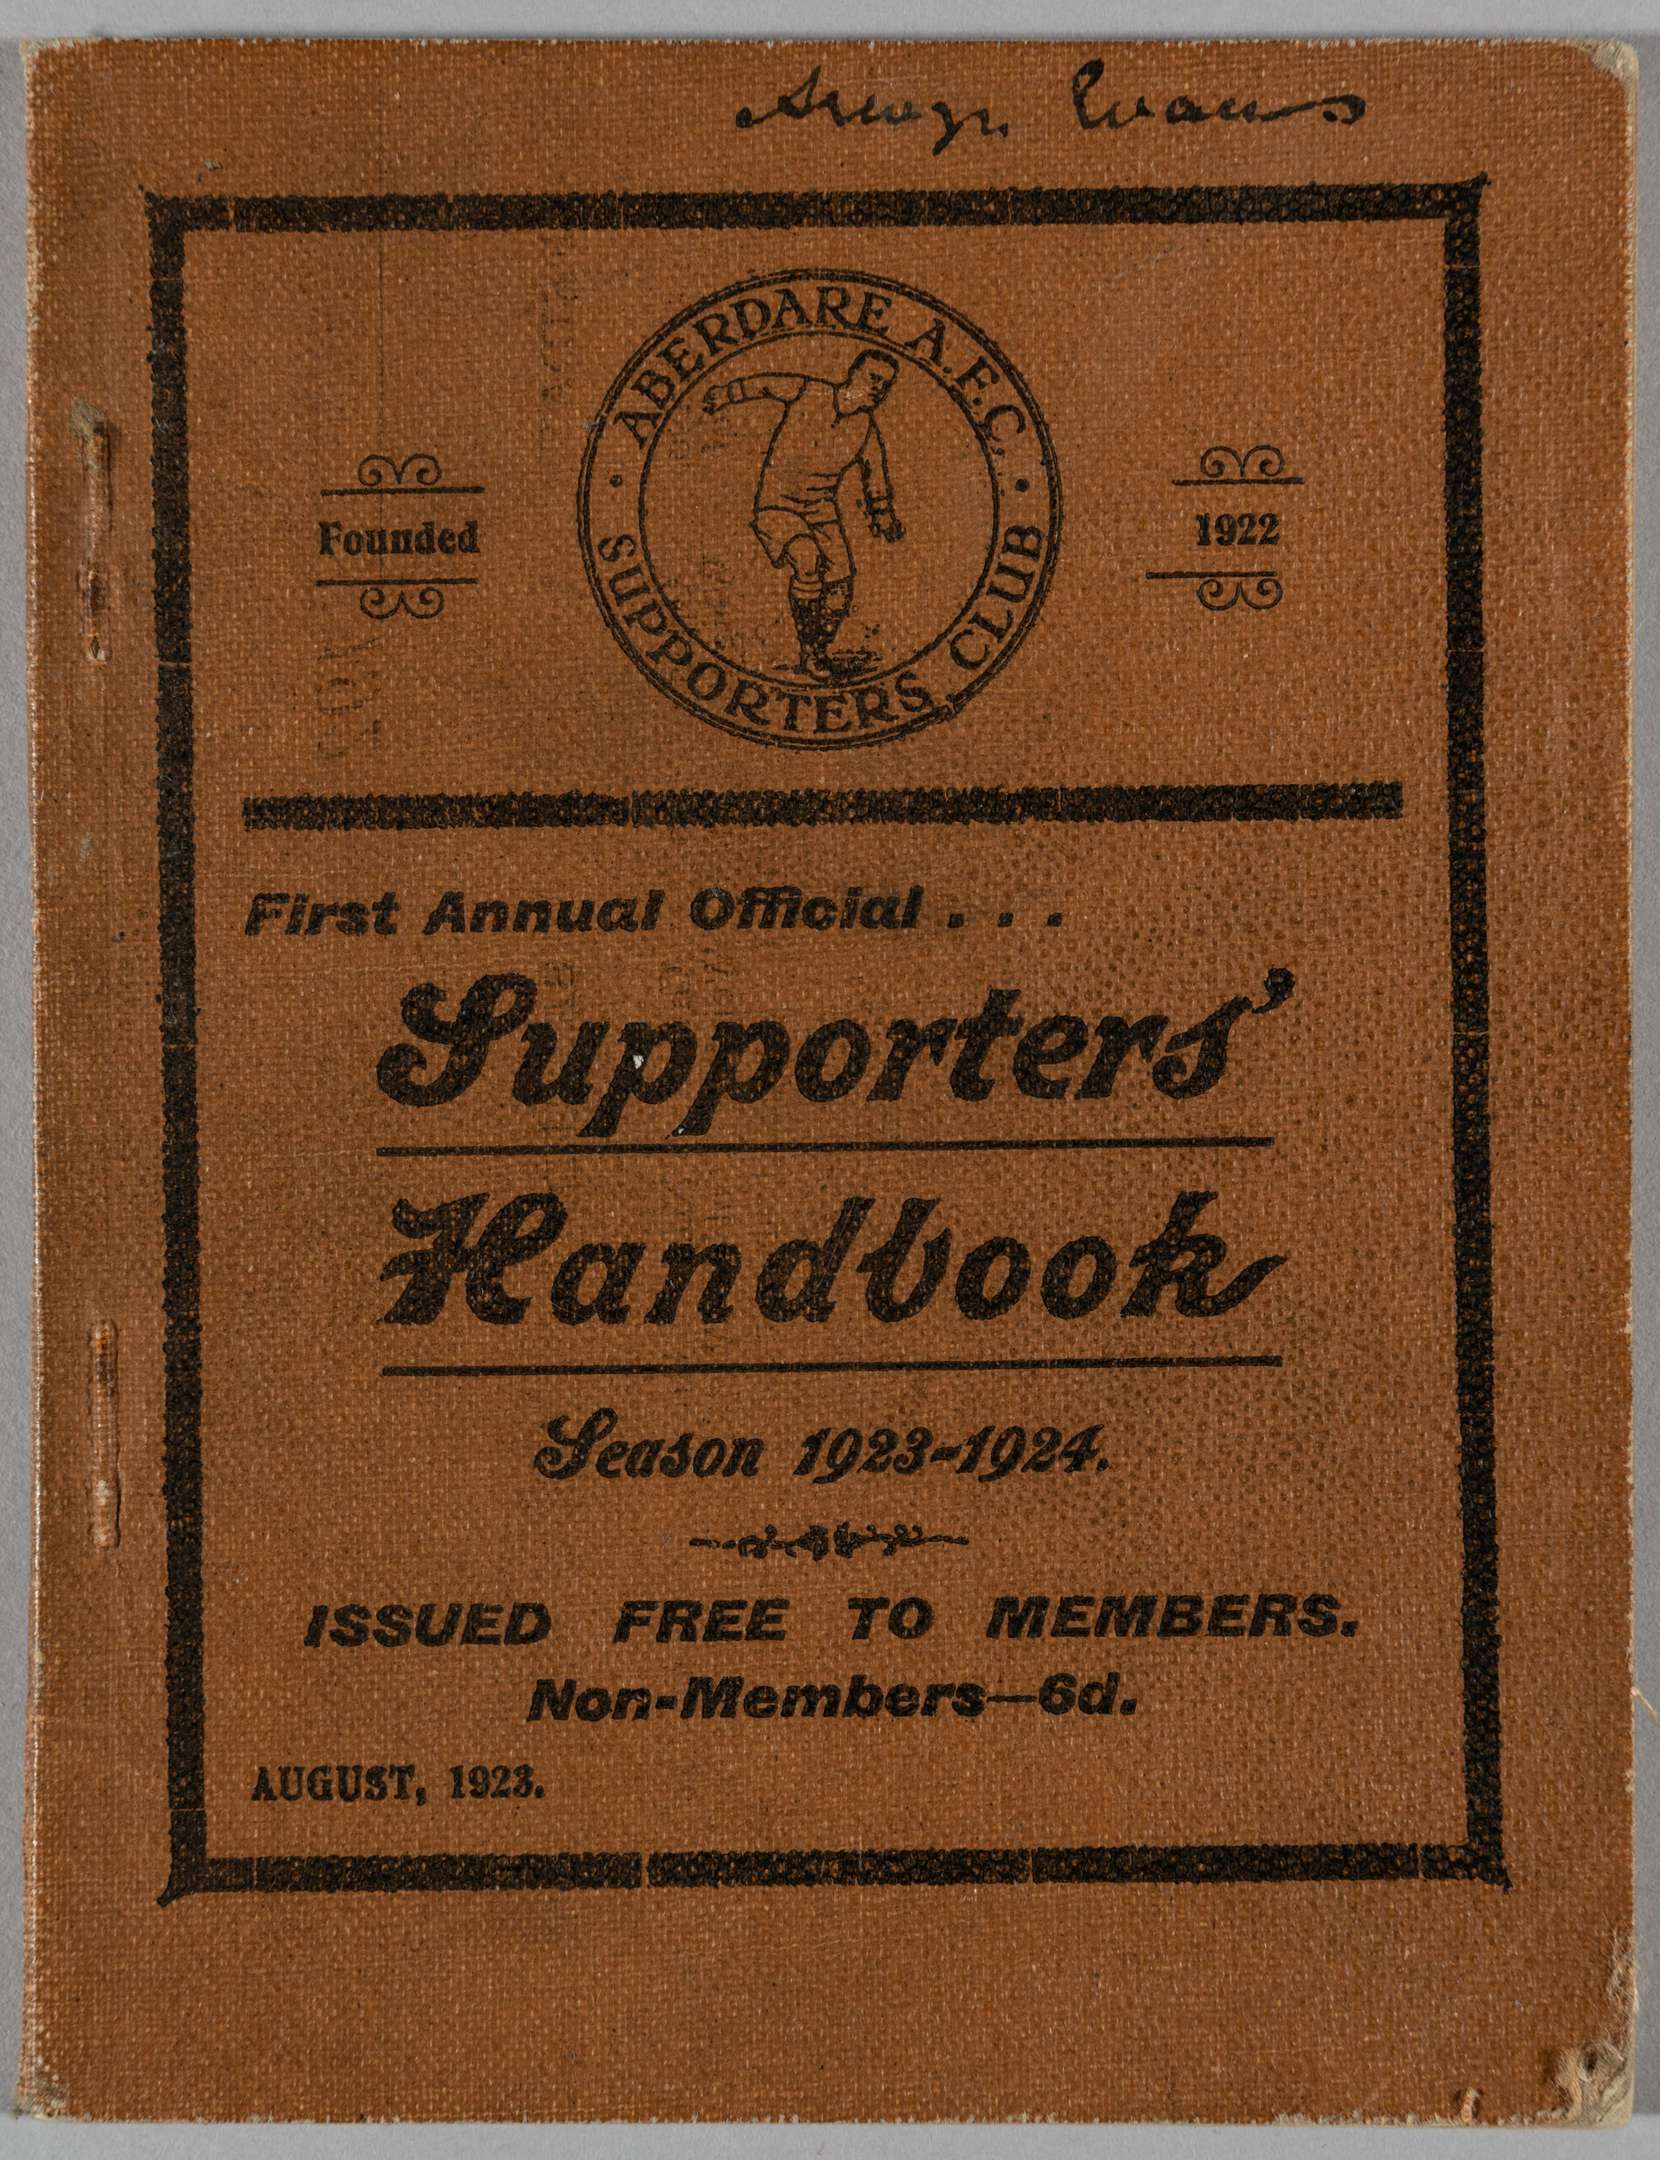 Evans
ABERDARE A.F.C.
SUPPORTERS CLUB
Founded
1922
First Annual Official . . .
Supporters'
Handbook
Season 1923-1924.
ISSUED FREE TO MEMBERS.
Non-Members—6d.
AUGUST, 1923.